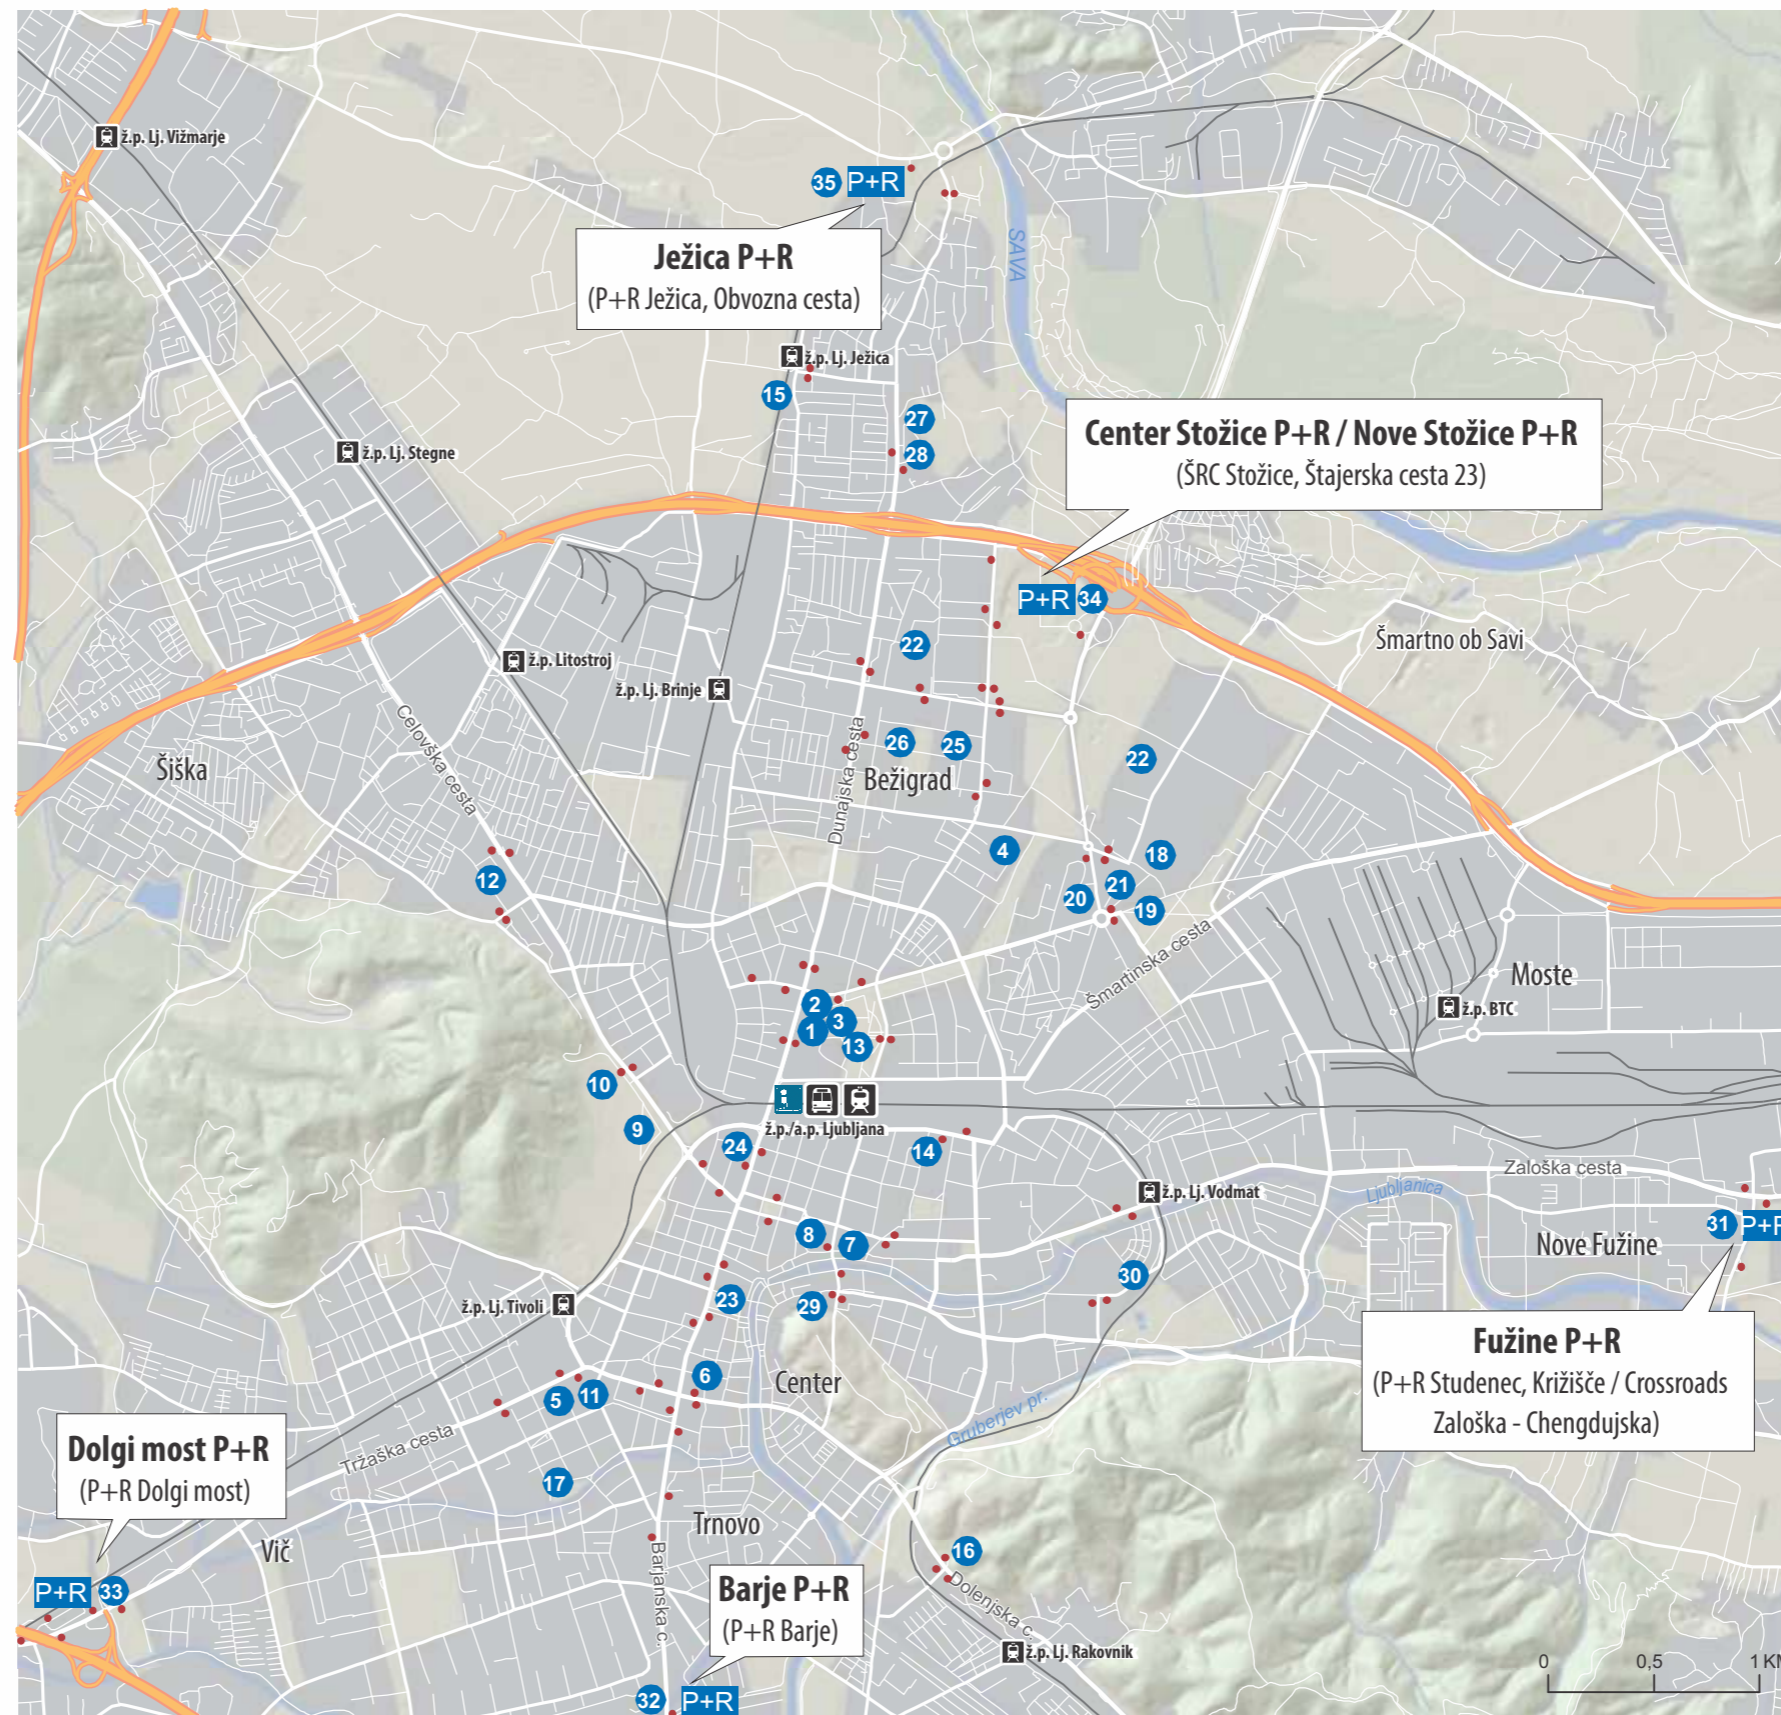 ž.p. Lj. Vižmarje
35 P+R
Ježica P+R
(P+R Ježica, Obvozna cesta)
SAVA
ž.p. Lj. Ježica
15
27
28
Center Stožice P+R / Nove Stožice P+R
(ŠRC Stožice, Štajerska cesta 23)
ž.p. Lj. Stegne
P+R 34
22
Šmartno ob Savi
ž.p. Litostroj
ž.p. Lj. Brinje
Celovška cesta
Šiška
Dunajska cesta
26
25
22
Bežigrad
4
18
12
21
20
19
Šmartinska cesta
Moste
ž.p. BTC
2
3
1
13
10
9
i
ž.p./a.p. Ljubljana
24
14
Zaloška cesta
Ljubljanica
ž.p. Lj. Vodmat
8
7
31 P+R
Nove Fužine
30
23
29
ž.p. Lj. Tivoli
Fužine P+R
(P+R Studenec, Križišče / Crossroads
Zaloška - Chengdujska)
6
Center
5
11
Gruberjev pr.
Tržaška cesta
Dolgi most P+R
(P+R Dolgi most)
17
Trnovo
Vič
16
Barjanska c.
Dolenjska c.
P+R 33
Barje P+R
(P+R Barje)
ž.p. Lj. Rakovnik
32 P+R
0 0,5 1 KM